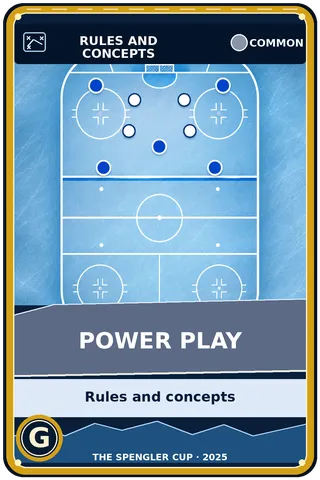 RULES AND
CONCEPTS
COMMON
POWER PLAY
Rules and concepts
G
THE SPENGLER CUP · 2025